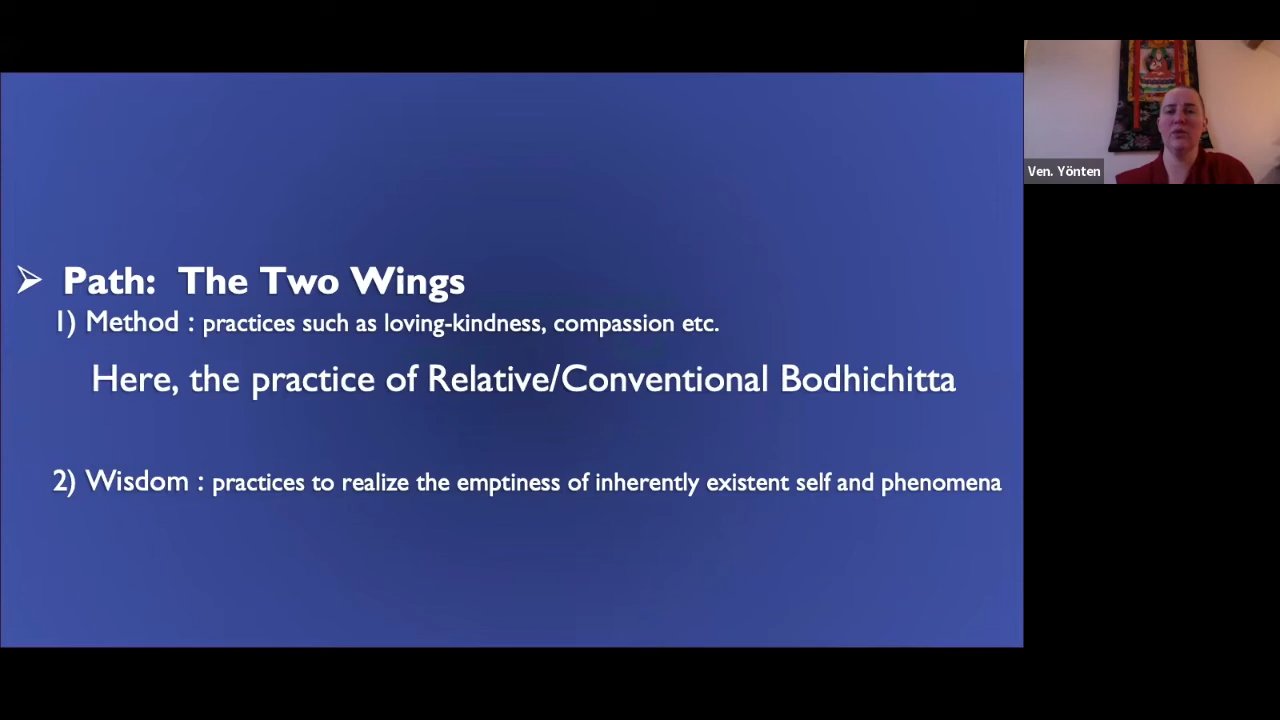 ➢ Path: The Two Wings
1) Method : practices such as loving-kindness, compassion etc.
Here, the practice of Relative/Conventional Bodhichitta
2) Wisdom : practices to realize the emptiness of inherently existent self and phenomena
Ven. Yönten